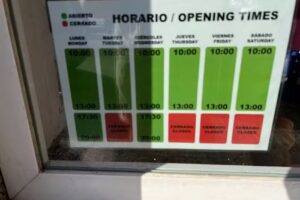 ABIERTO
CERRADO
HORARIO / OPENING TIMES
LUNES MARTES MIERCOLES JUEVES VIERNES SABADO
MONDAY TUESDAY WEDNESDAY THURSDAY FRIDAY SATURDAY
10:00 10:00 10:00 10:00 10:00 10:00
13:00 13:00 13:00 13:00 13:00 13:00
17:30 17:30
CERRADO CERRADO CERRADO CERRADO
CLOSED CLOSED CLOSED CLOSED
20:00 20:00